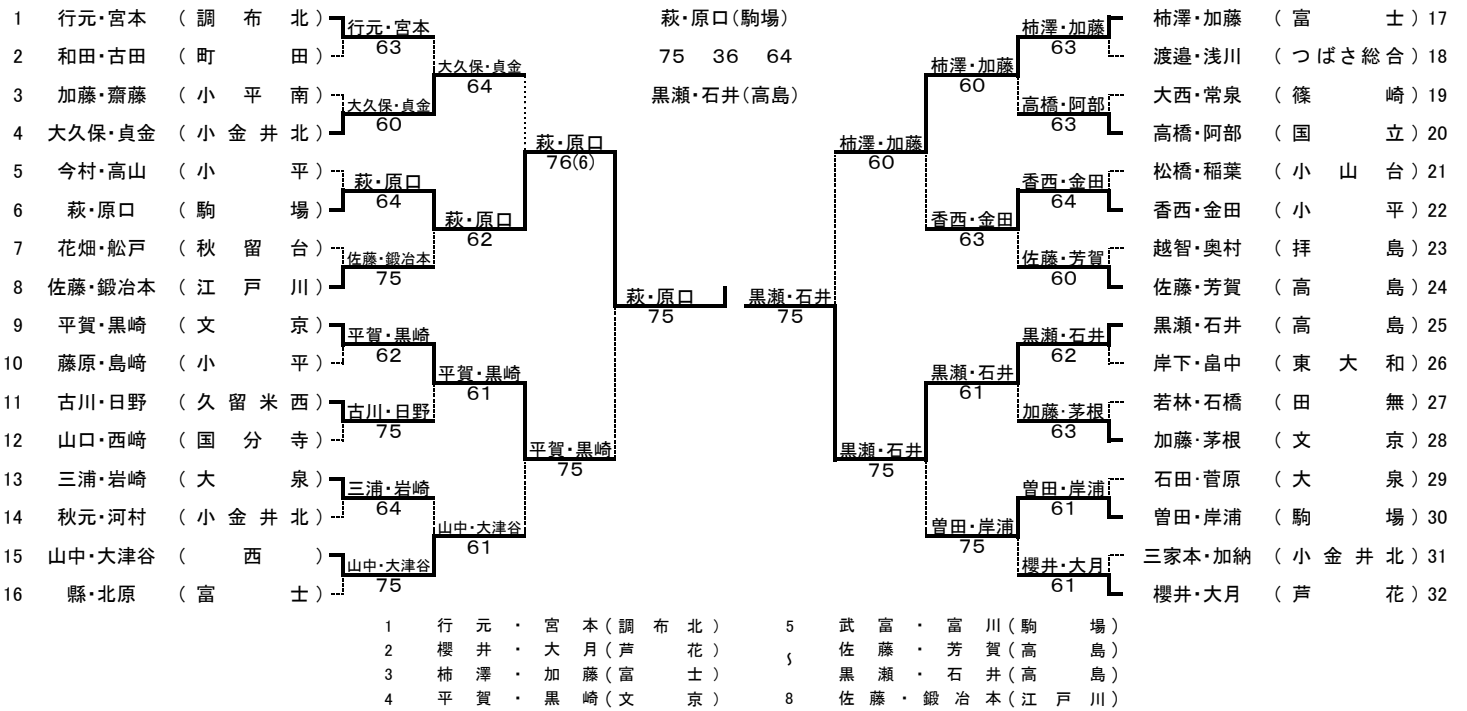 萩・原口(駒場)
75 36 64
黒瀬・石井(高島)
1 行元・宮本 (調布北)
2 和田・古田 (町田)
3 加藤・齋藤 (小平南)
4 大久保・貞金 (小金井北)
5 今村・高山 (小平)
6 萩・原口 (駒場)
7 花畑・舩戸 (秋留台)
8 佐藤・鍛冶本 (江戸川)
9 平賀・黒崎 (文京)
10 藤原・島﨑 (小平)
11 古川・日野 (久留米西)
12 山口・西﨑 (国分寺)
13 三浦・岩崎 (大泉)
14 秋元・河村 (小金井北)
15 山中・大津谷 (西)
16 縣・北原 (富士)
行元・宮本
63
大久保・貞金
60
萩・原口
64
佐藤・鍛冶本
75
平賀・黒崎
62
古川・日野
75
三浦・岩崎
64
山中・大津谷
75
大久保・貞金
64
萩・原口
62
平賀・黒崎
61
山中・大津谷
61
萩・原口
76(6)
平賀・黒崎
75
萩・原口
75
黒瀬・石井
75
柿澤・加藤
60
黒瀬・石井
75
柿澤・加藤
60
香西・金田
63
黒瀬・石井
61
曽田・岸浦
75
柿澤・加藤
63
高橋・阿部
63
香西・金田
64
佐藤・芳賀
60
黒瀬・石井
62
加藤・茅根
63
曽田・岸浦
61
櫻井・大月
61
柿澤・加藤 (富士) 17
渡邉・浅川 (つばさ総合) 18
大西・常泉 (篠崎) 19
高橋・阿部 (国立) 20
松橋・稲葉 (小山台) 21
香西・金田 (小平) 22
越智・奥村 (拝島) 23
佐藤・芳賀 (高島) 24
黒瀬・石井 (高島) 25
岸下・畠中 (東大和) 26
若林・石橋 (田無) 27
加藤・茅根 (文京) 28
石田・菅原 (大泉) 29
曽田・岸浦 (駒場) 30
三家本・加納 (小金井北) 31
櫻井・大月 (芦花) 32
1 行元・宮本(調布北)
2 櫻井・大月(芦花)
3 柿澤・加藤(富士)
4 平賀・黒崎(文京)
5 武富・富川(駒場)
佐藤・芳賀(高島)
〜
黒瀬・石井(高島)
8 佐藤・鍛冶本(江戸川)